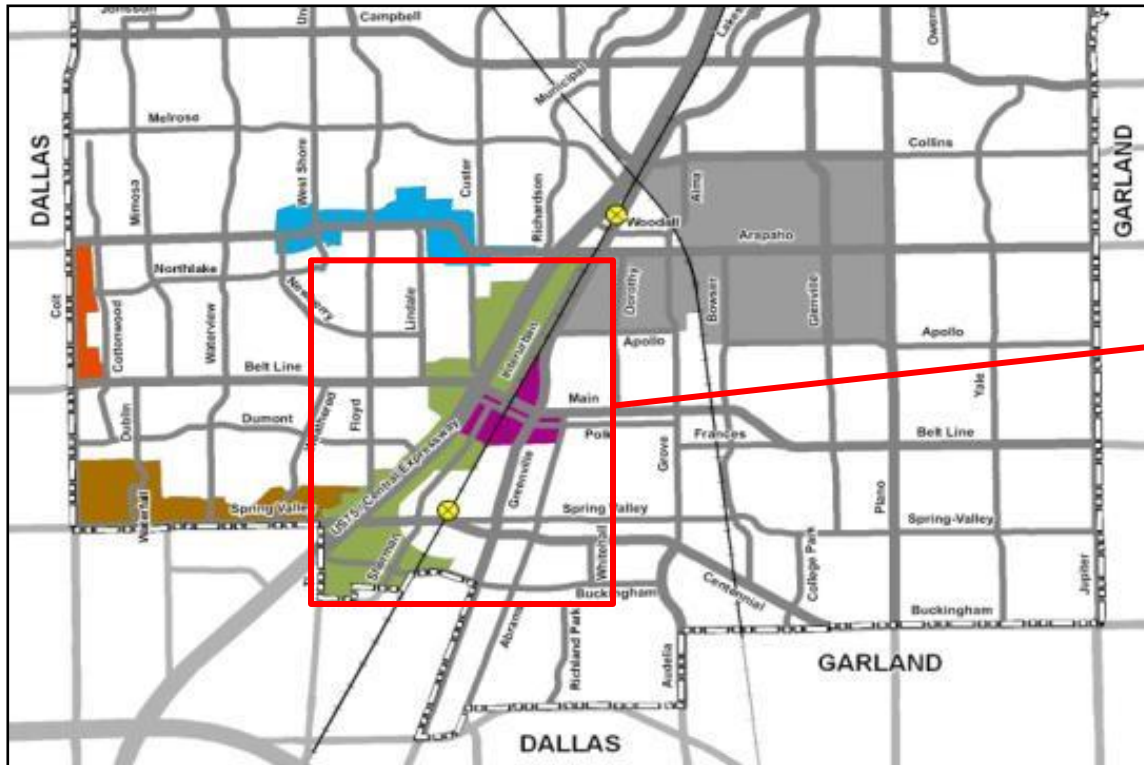 Campbell
Municipal
Melrose
Collins
DALLAS
GARLAND
Mimosa
West Shore
Custer
Richardson
Alma
Woodall
Arapaho
Northlake
Newberry
Lindale
Dorothy
Bowser
Glenville
Coit
Cottonwood
Waterview
Interurban
Apollo
Apollo
Belt Line
Main
Yale
Dublin
Dumont
Floyd
Polk
Frances
Belt Line
Grove
US75 - Central Expressway
Greenville
Plano
Waterfall
Spring Valley
Spring Valley
Spring-Valley
Sherman
Whitehall
College Park
Jupiter
Buckingham
Centennial
Buckingham
Abrams
Richland Park
Audelia
GARLAND
DALLAS